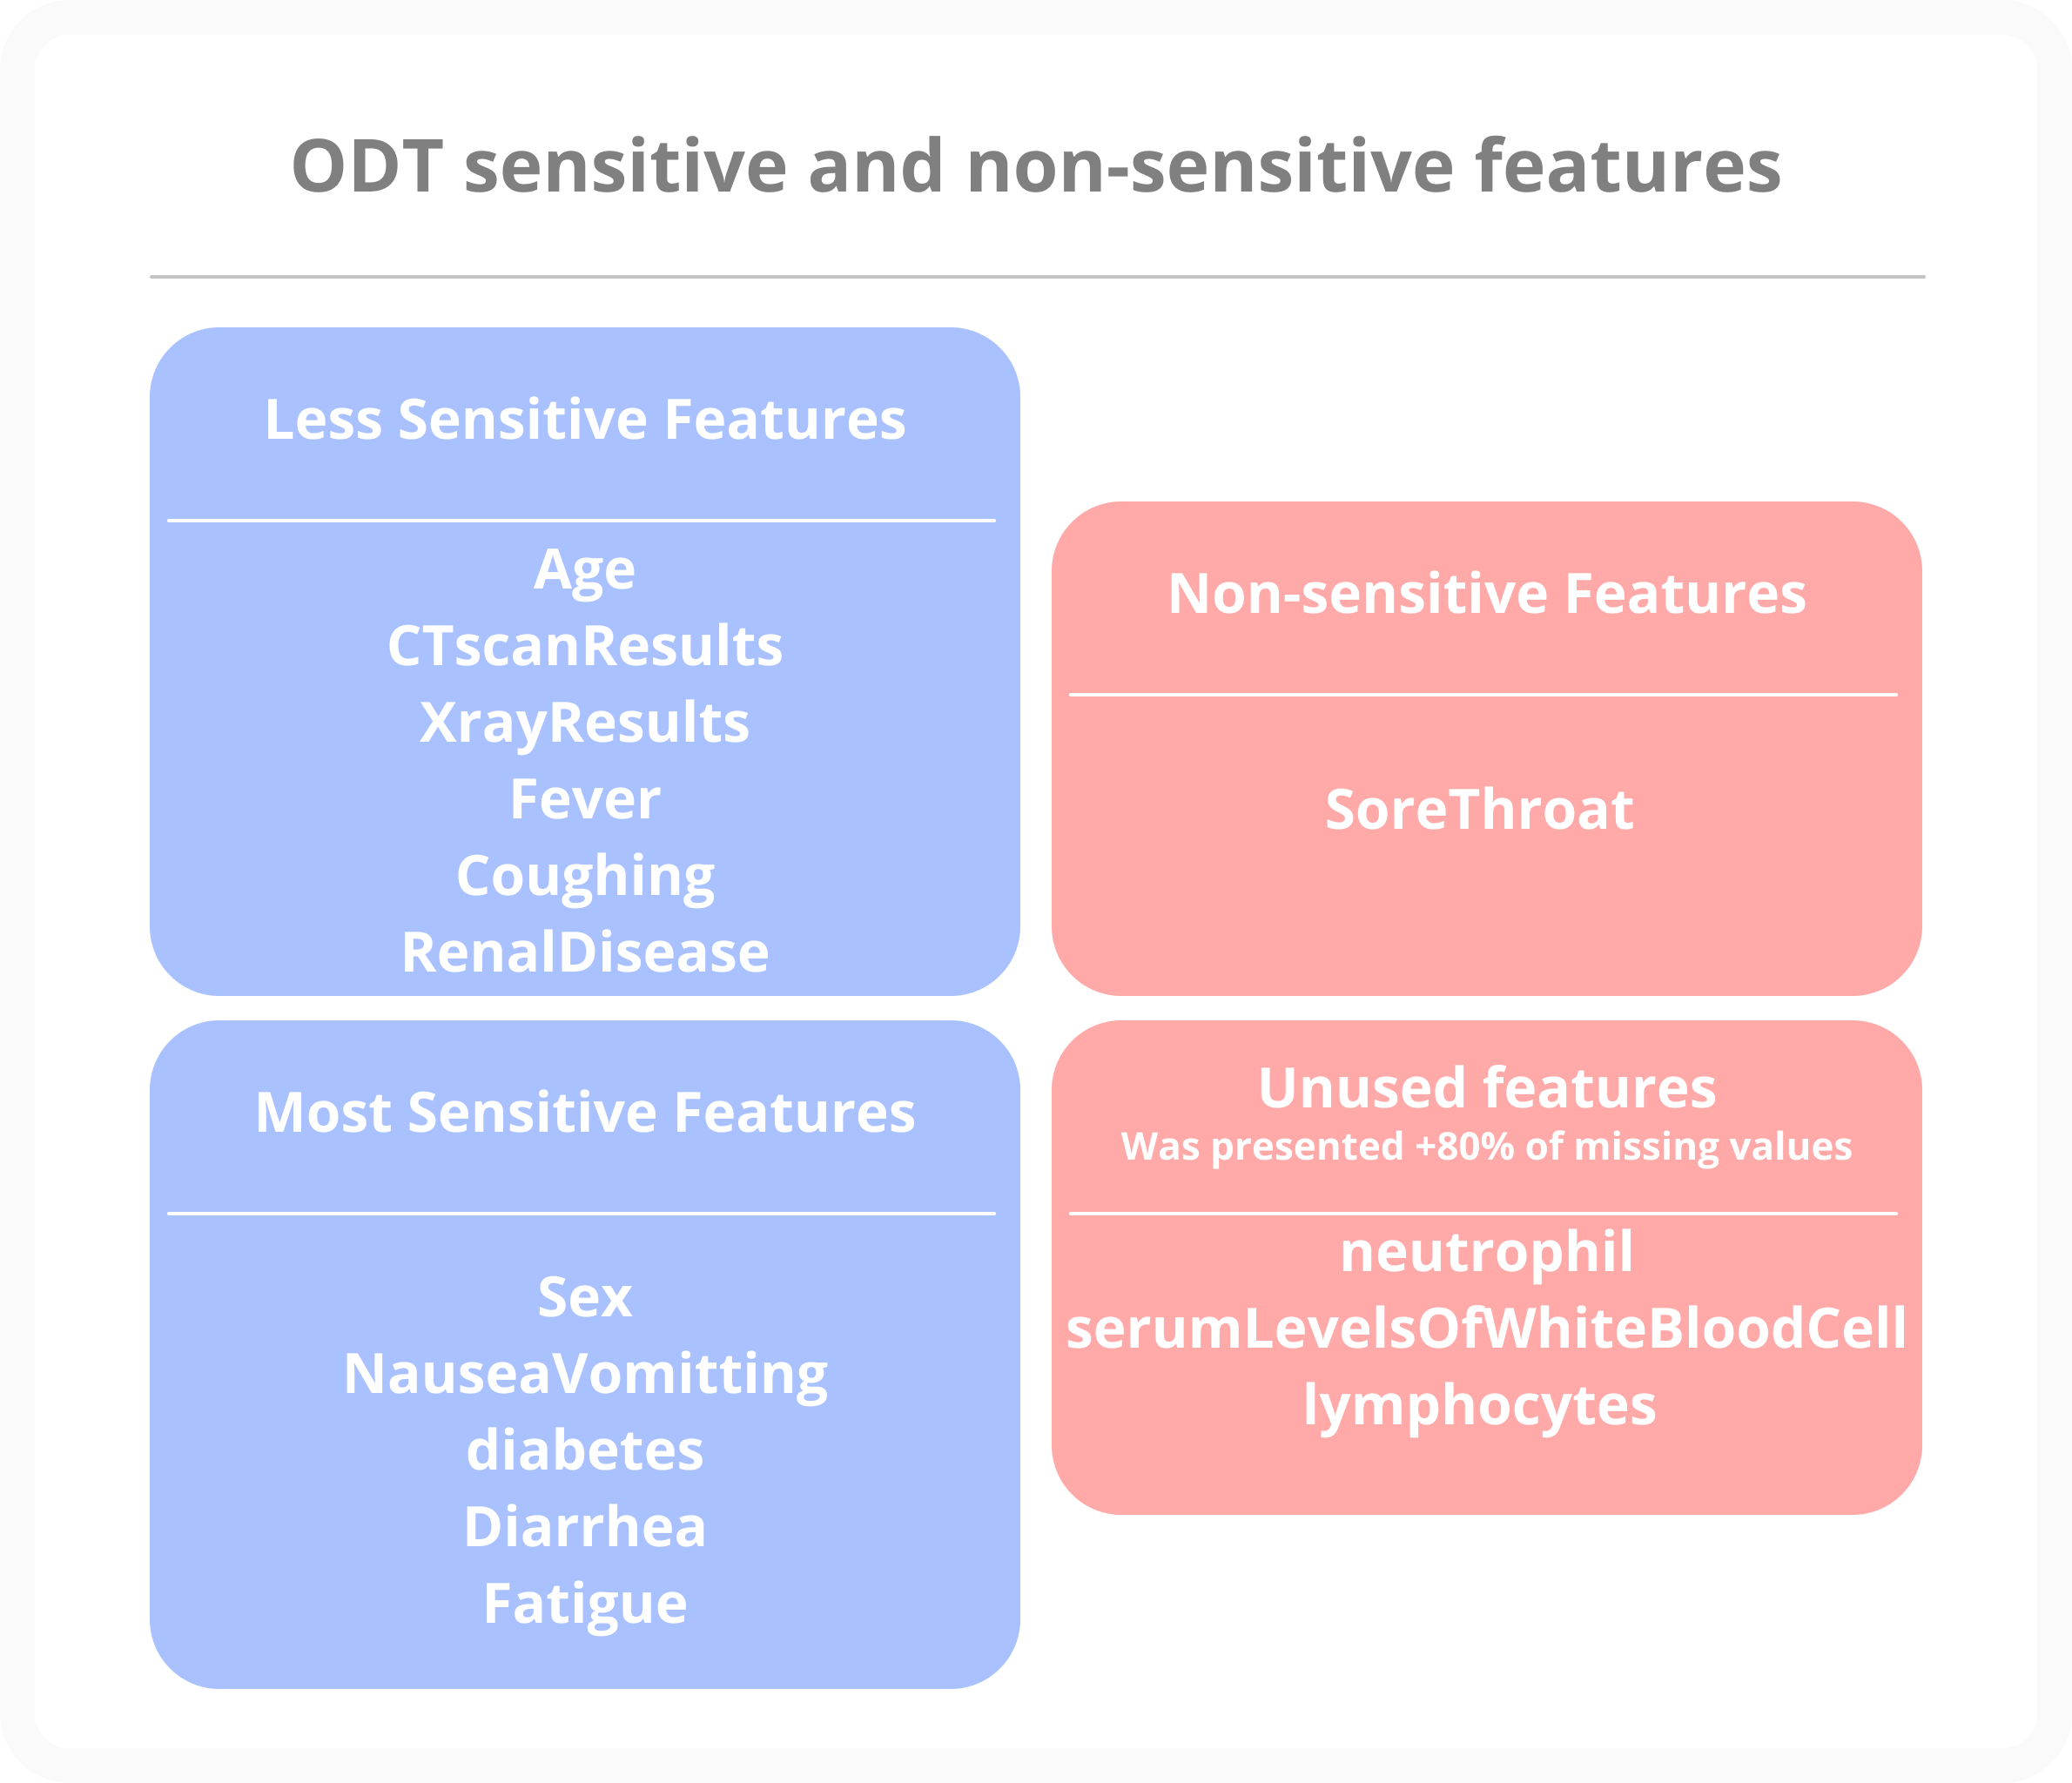 ODT sensitive and non-sensitive features
Less Sensitive Features
Age
CTscanResults
XrayResults
Fever
Coughing
RenalDisease
Non-sensitive Features
SoreThroat
Most Sensitive Features
Sex
NauseaVomitting
diabetes
Diarrhea
Fatigue
Unused features
Was presented +80% of missing values
neutrophil
serumLevelsOfWhiteBloodCell
lymphocytes